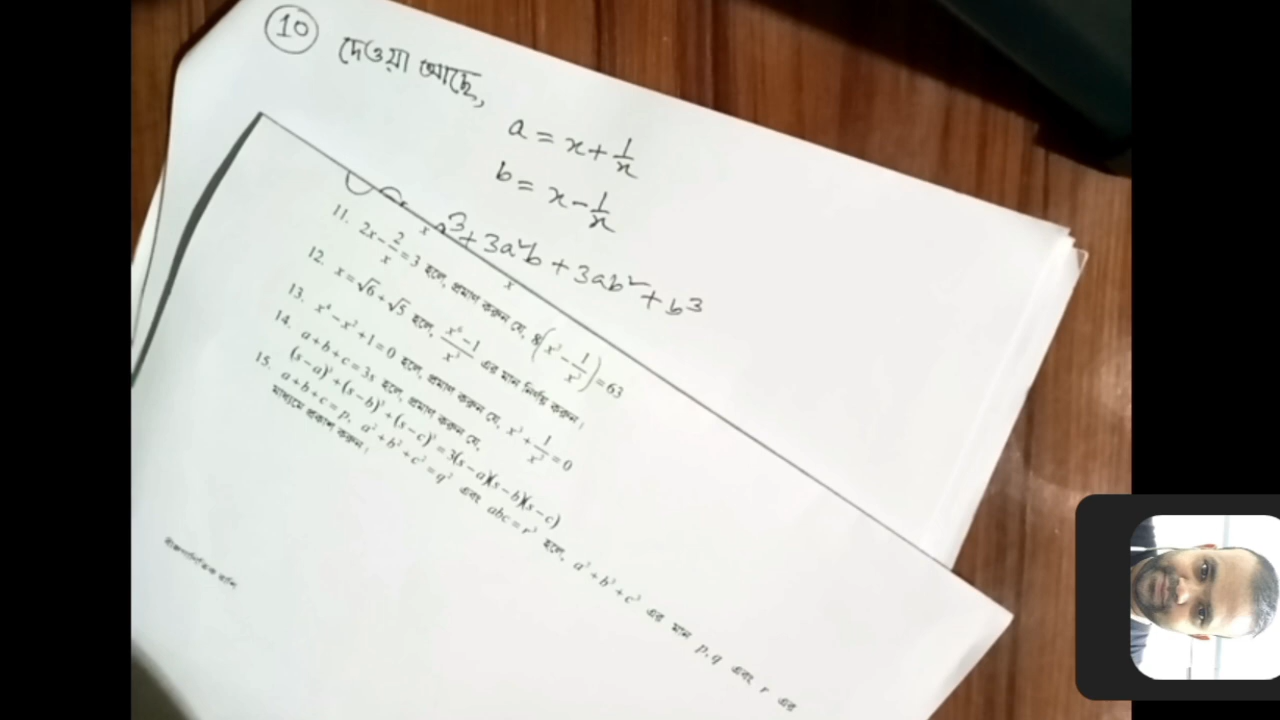 10 দেওয়া আছে,
a = x + 1/x
b = x - 1/x
a³ + 3a²b + 3ab² + b³
11. 2x - 2/x = 3 হলে, প্রমাণ করুন যে, 8(x³ - 1/x³) = 63
12. x = √6 + √5 হলে, (x⁶ - 1)/x³ এর মান নির্ণয় করুন।
13. x⁴ - x² + 1 = 0 হলে, প্রমাণ করুন যে, x³ + 1/x³ = 0
14. a + b + c = 3s হলে, প্রমাণ করুন যে,
(s - a)³ + (s - b)³ + (s - c)³ = 3(s - a)(s - b)(s - c)
15. a + b + c = p, a² + b² + c² = q² এবং abc = r³ হলে, a³ + b³ + c³ এর মান p, q এবং r এর
মাধ্যমে প্রকাশ করুন।